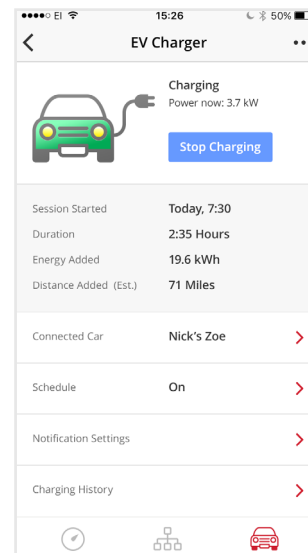 EI 15:26 50%
EV Charger
Charging
Power now: 3.7 kW
Stop Charging
Session Started Today, 7:30
Duration 2:35 Hours
Energy Added 19.6 kWh
Distance Added (Est.) 71 Miles
Connected Car Nick's Zoe
Schedule On
Notification Settings
Charging History